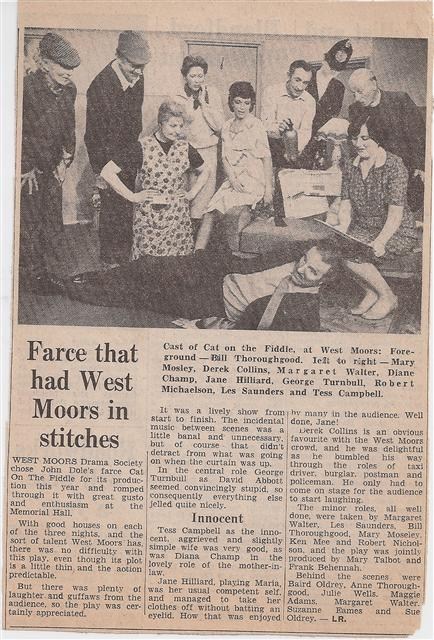 Cast of Cat on the Fiddle, at West Moors: Fore-
ground — Bill Thoroughgood. left to right — Mary
Mosley, Derek Collins, Margaret Walter, Diane
Champ, Jane Hilliard, George Turnbull, Robert
Michaelson, Les Saunders and Tess Campbell.
Farce that
had West
Moors in
stitches
WEST MOORS Drama Society
chose John Dole's farce Cat
On The Fiddle for its produc-
tion this year and romped
through it with great gusto
and enthusiasm at the
Memorial Hall.
With good houses on each
of the three nights, and the
sort of talent West Moors has
there was no difficulty with
this play, even though its plot
is a little thin and the action
predictable.
But there was plenty of
laughter and guffaws from the
audience, so the play was cer-
tainly appreciated.
It was a lively show from
start to finish. The incidental
music between scenes was a
little banal and unnecessary,
but of course that didn't
detract from what was going
on when the curtain was up.
In the central role George
Turnbull as David Abbott
seemed convincingly stupid, so
consequently everything else
jelled quite nicely.
Innocent
Tess Campbell as the inno-
cent, aggrieved and slightly
simple wife was very good, as
was Diana Champ in the
lovely role of the mother-in-
law.
Jane Hilliard, playing Maria,
was her usual competent self,
and managed to take her
clothes off without batting an
eyelid. How that was enjoyed
by many in the audience. Well
done, Jane!
Derek Collins is an obvious
favourite with the West Moors
crowd, and he was delightful
as he bumbled his way
through the roles of taxi
driver, burglar, postman and
policeman. He only had to
come on stage for the audience
to start laughing.
The minor roles, all well
done, were taken by Margaret
Walter, Les Saunders, Bill
Thoroughgood, Mary Moseley,
Ken Mee and Robert Nichol-
son, and the play was jointly
produced by Mary Talbot and
Frank Behennah.
Behind the scenes were
Baird Oldrey, Anne Thorough-
good, Julie Wells, Maggie
Adams, Margaret Walter,
Suzanne Eames and Sue
Oldrey. — LR.